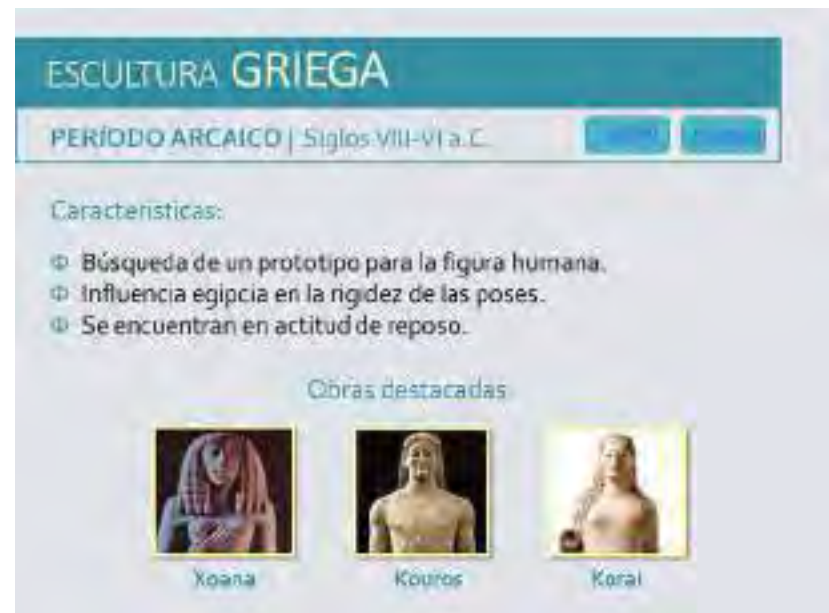 ESCULTURA GRIEGA
PERÍODO ARCAICO | Siglos VIII-VI a.C.
Características:
Φ Búsqueda de un prototipo para la figura humana.
Φ Influencia egipcia en la rigidez de las poses.
Φ Se encuentran en actitud de reposo.
Obras destacadas
Xoana
Kouros
Korai